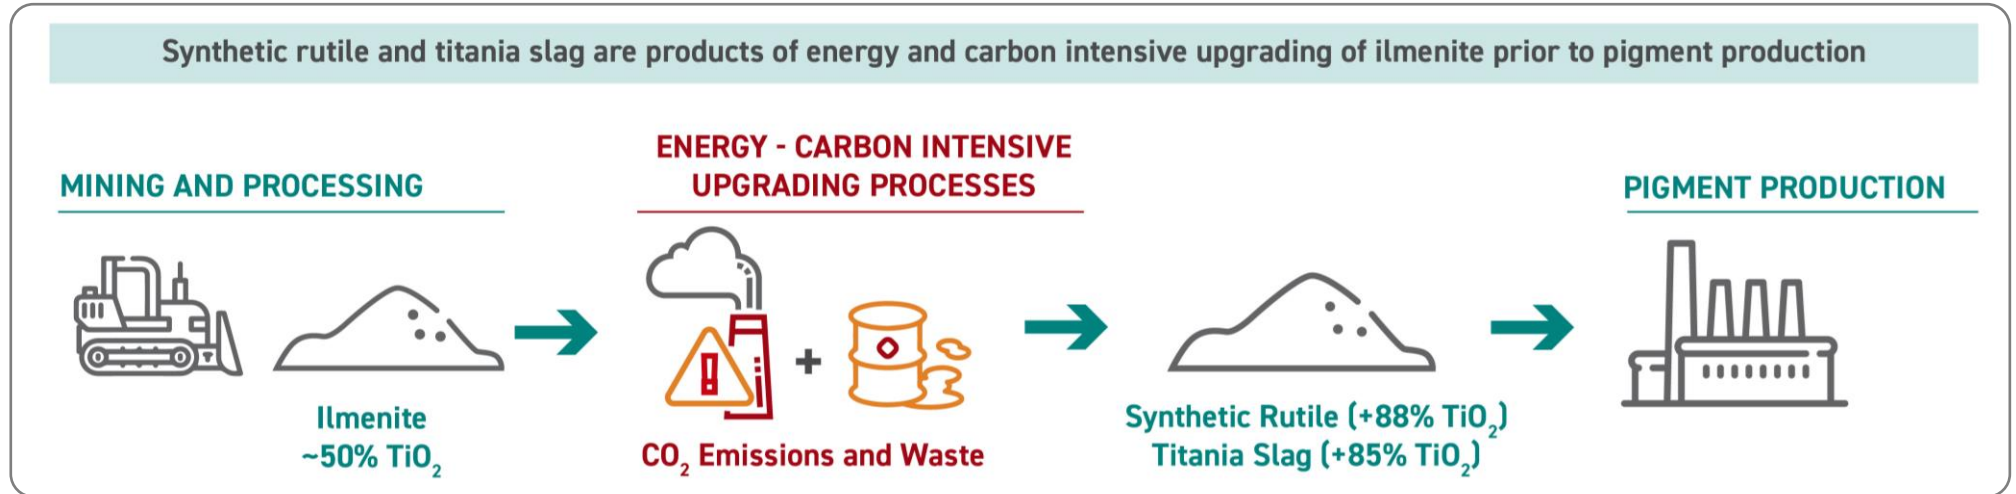 Synthetic rutile and titania slag are products of energy and carbon intensive upgrading of ilmenite prior to pigment production
MINING AND PROCESSING
Ilmenite
~50% TiO₂
ENERGY - CARBON INTENSIVE
UPGRADING PROCESSES
+
CO₂ Emissions and Waste
Synthetic Rutile (+88% TiO₂)
Titania Slag (+85% TiO₂)
PIGMENT PRODUCTION